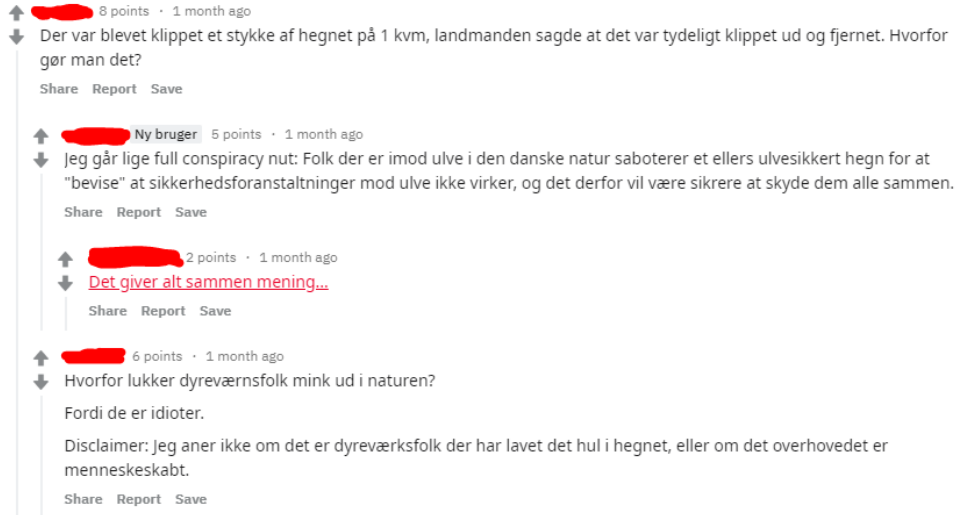 8 points · 1 month ago
Der var blevet klippet et stykke af hegnet på 1 kvm, landmanden sagde at det var tydeligt klippet ud og fjernet. Hvorfor
gør man det?
Share Report Save
Ny bruger 5 points · 1 month ago
Jeg går lige full conspiracy nut: Folk der er imod ulve i den danske natur saboterer et ellers ulvesikkert hegn for at
"bevise" at sikkerhedsforanstaltninger mod ulve ikke virker, og det derfor vil være sikrere at skyde dem alle sammen.
Share Report Save
2 points · 1 month ago
Det giver alt sammen mening...
Share Report Save
6 points · 1 month ago
Hvorfor lukker dyreværnsfolk mink ud i naturen?
Fordi de er idioter.
Disclaimer: Jeg aner ikke om det er dyreværksfolk der har lavet det hul i hegnet, eller om det overhovedet er
menneskeskabt.
Share Report Save